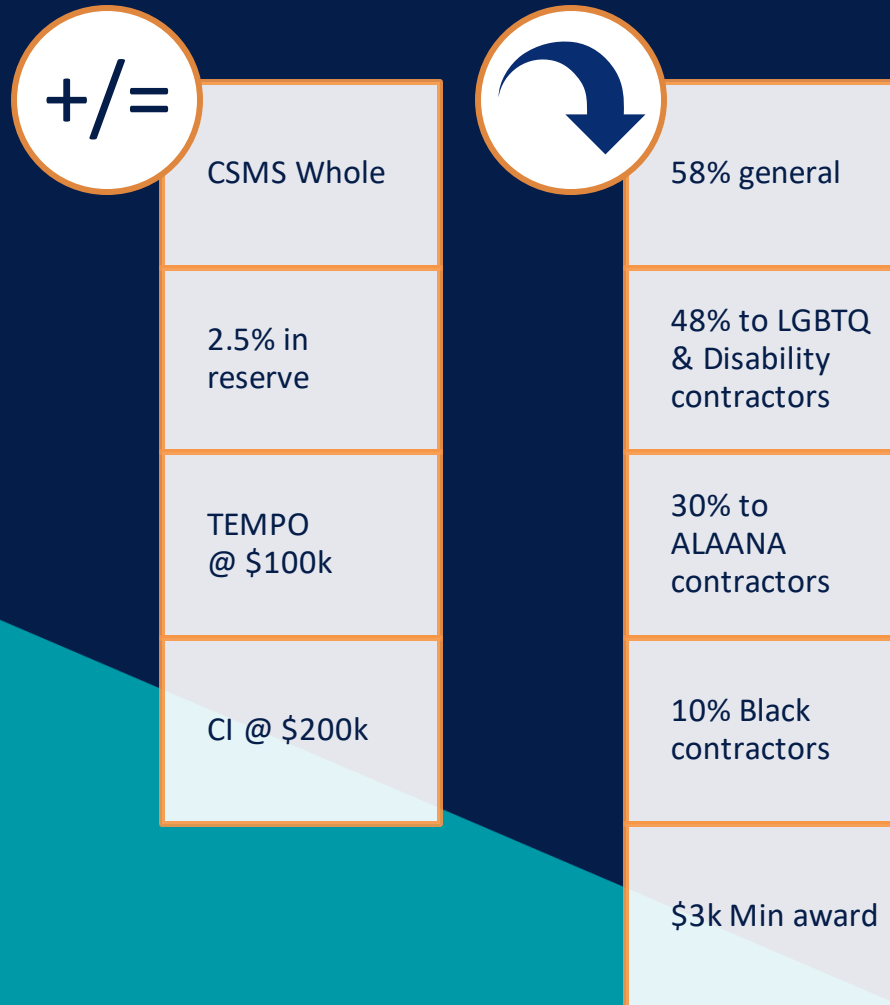 +/=
CSMS Whole
2.5% in
reserve
TEMPO
@ $100k
CI @ $200k
58% general
48% to LGBTQ
& Disability
contractors
30% to
ALAANA
contractors
10% Black
contractors
$3k Min award